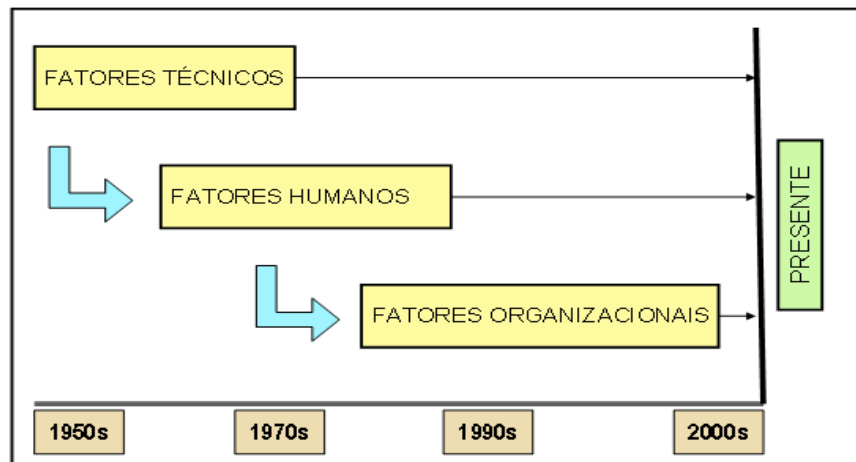 FATORES TÉCNICOS
FATORES HUMANOS
FATORES ORGANIZACIONAIS
PRESENTE
1950s
1970s
1990s
2000s